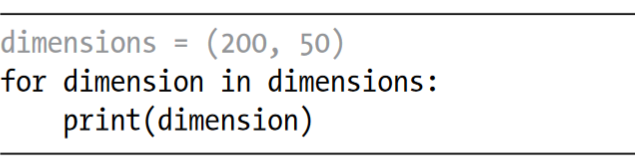 dimensions = (200, 50)
for dimension in dimensions:
    print(dimension)